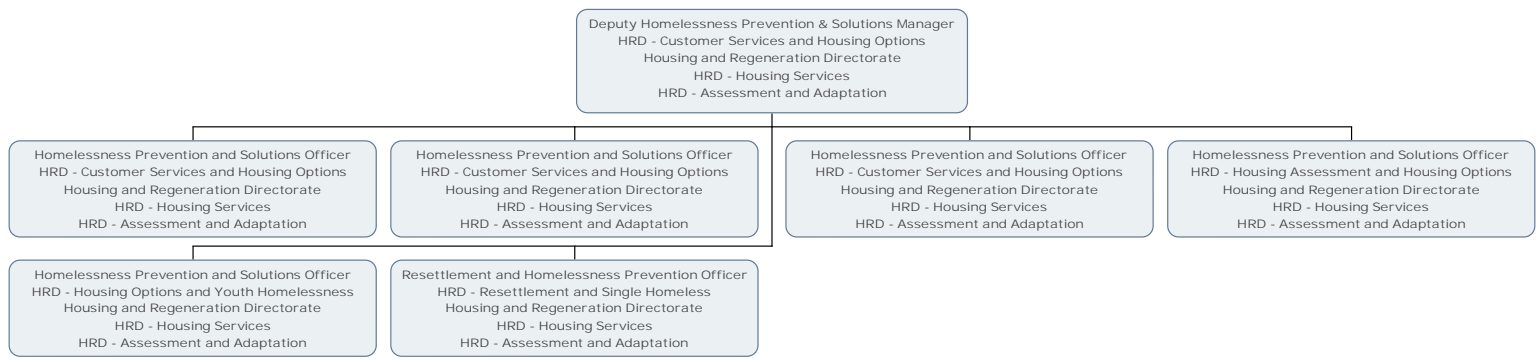 Deputy Homelessness Prevention & Solutions Manager
HRD - Customer Services and Housing Options
Housing and Regeneration Directorate
HRD - Housing Services
HRD - Assessment and Adaptation
Homelessness Prevention and Solutions Officer
HRD - Customer Services and Housing Options
Housing and Regeneration Directorate
HRD - Housing Services
HRD - Assessment and Adaptation
Homelessness Prevention and Solutions Officer
HRD - Customer Services and Housing Options
Housing and Regeneration Directorate
HRD - Housing Services
HRD - Assessment and Adaptation
Homelessness Prevention and Solutions Officer
HRD - Customer Services and Housing Options
Housing and Regeneration Directorate
HRD - Housing Services
HRD - Assessment and Adaptation
Homelessness Prevention and Solutions Officer
HRD - Housing Assessment and Housing Options
Housing and Regeneration Directorate
HRD - Housing Services
HRD - Assessment and Adaptation
Homelessness Prevention and Solutions Officer
HRD - Housing Options and Youth Homelessness
Housing and Regeneration Directorate
HRD - Housing Services
HRD - Assessment and Adaptation
Resettlement and Homelessness Prevention Officer
HRD - Resettlement and Single Homeless
Housing and Regeneration Directorate
HRD - Housing Services
HRD - Assessment and Adaptation